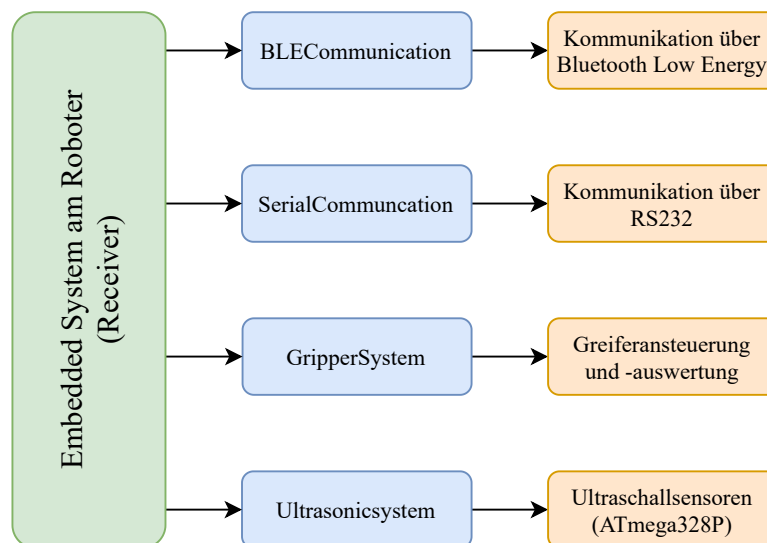 Embedded System am Roboter
(Receiver)
BLECommunication
Kommunikation über
Bluetooth Low Energy
SerialCommuncation
Kommunikation über
RS232
GripperSystem
Greiferansteuerung
und -auswertung
Ultrasonicsystem
Ultraschallsensoren
(ATmega328P)